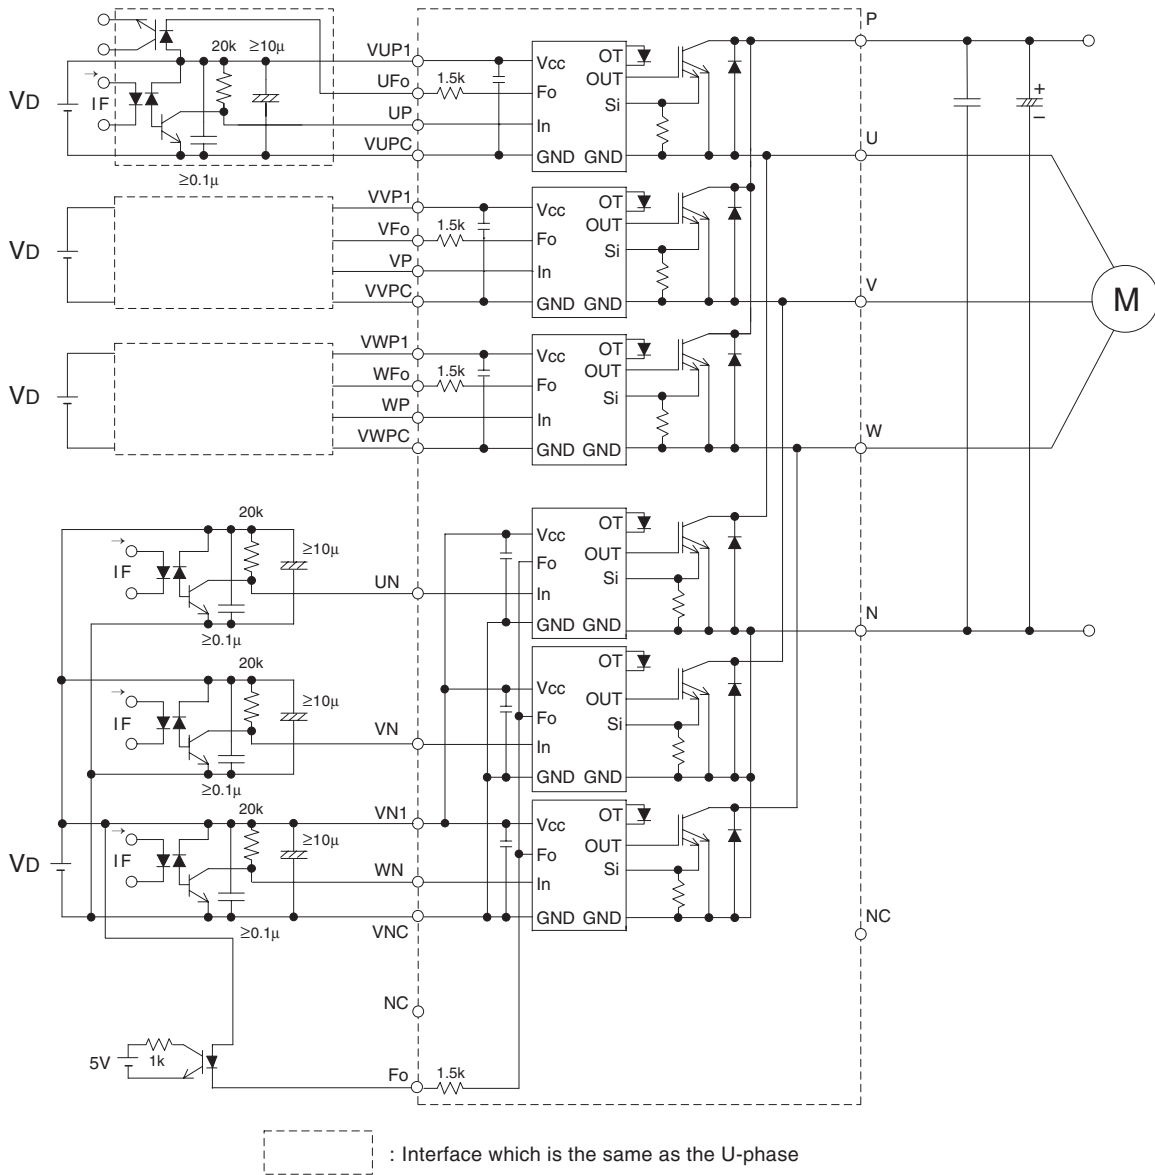 P
20k ≥10µ
VUP1
OT
Vcc
OUT
UFo
1.5k
Fo
VD
IF
Si
UP
In
+
–
U
VUPC
GND GND
≥0.1µ
VVP1
OT
Vcc
OUT
VFo
1.5k
Fo
VD
Si
VP
In
V
VVPC
GND GND
M
VWP1
OT
Vcc
OUT
WFo
1.5k
Fo
VD
Si
WP
In
W
VWPC
GND GND
20k
OT
Vcc
≥10µ
OUT
Fo
IF
Si
UN
In
N
GND GND
≥0.1µ
20k
OT
Vcc
≥10µ
OUT
IF
Fo
Si
VN
In
GND GND
≥0.1µ
20k
VN1
OT
Vcc
≥10µ
OUT
VD
IF
Fo
Si
WN
In
NC
GND GND
VNC
≥0.1µ
NC
5V
1k
Fo
1.5k
: Interface which is the same as the U-phase